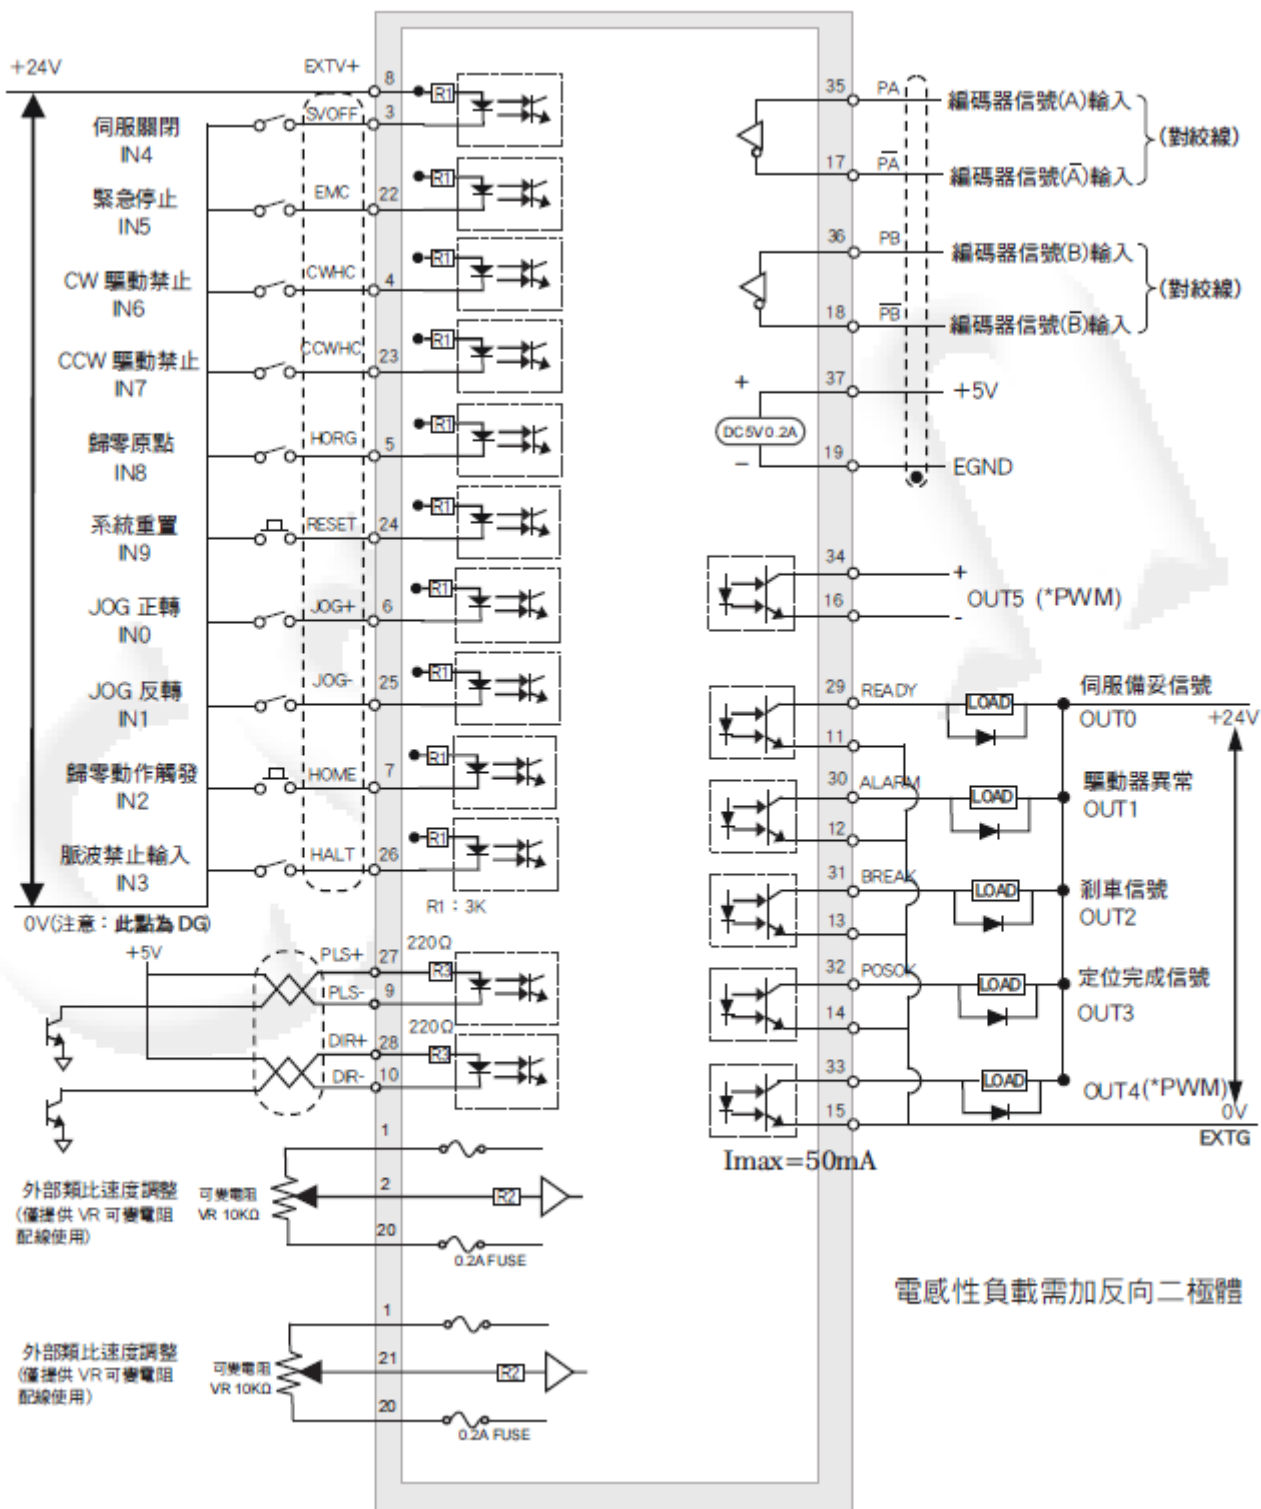 +24V
EXTV+
8
R1
伺服關閉
IN4
SVOFF
3
緊急停止
IN5
EMC
22
R1
CW 驅動禁止
IN6
CWHC
4
R1
CCW 驅動禁止
IN7
CCWHC
23
R1
歸零原點
IN8
HORG
5
R1
系統重置
IN9
RESET
24
R1
JOG 正轉
IN0
JOG+
6
R1
JOG 反轉
IN1
JOG-
25
R1
歸零動作觸發
IN2
HOME
7
R1
脈波禁止輸入
IN3
HALT
26
R1
R1：3K
0V(注意：此點為 DG)
+5V
PLS+
27
220Ω
R3
PLS-
9
DIR+
28
220Ω
R3
DIR-
10
1
外部類比速度調整
(僅提供 VR 可變電阻
配線使用)
可變電阻
VR 10KΩ
2
R2
20
0.2A FUSE
1
外部類比速度調整
(僅提供 VR 可變電阻
配線使用)
可變電阻
VR 10KΩ
21
R2
20
0.2A FUSE
35
PA
編碼器信號(A)輸入
(對絞線)
17
P̅A̅
編碼器信號(A̅)輸入
36
PB
編碼器信號(B)輸入
(對絞線)
18
P̅B̅
編碼器信號(B̅)輸入
37
+
+5V
DC5V0.2A
19
−
EGND
34
+
OUT5 (*PWM)
16
-
29
READY
LOAD
伺服備妥信號
OUT0
+24V
11
30
ALARM
LOAD
驅動器異常
OUT1
12
31
BREAK
LOAD
剎車信號
OUT2
13
32
POSOK
LOAD
定位完成信號
OUT3
14
33
LOAD
OUT4(*PWM)
15
0V
EXTG
Imax=50mA
電感性負載需加反向二極體